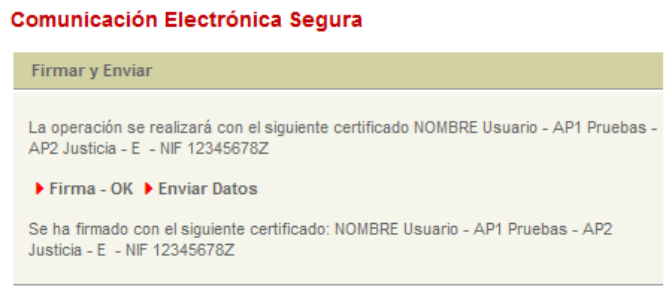 Comunicación Electrónica Segura
Firmar y Enviar
La operación se realizará con el siguiente certificado NOMBRE Usuario - AP1 Pruebas -
AP2 Justicia - E - NIF 12345678Z
Firma - OK Enviar Datos
Se ha firmado con el siguiente certificado: NOMBRE Usuario - AP1 Pruebas - AP2
Justicia - E - NIF 12345678Z